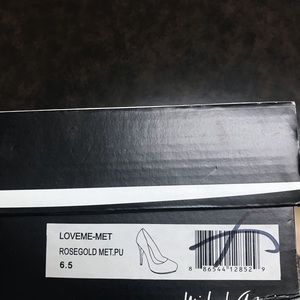 LOVEME-MET
ROSEGOLD MET.PU
6.5
8 86544 12852 9